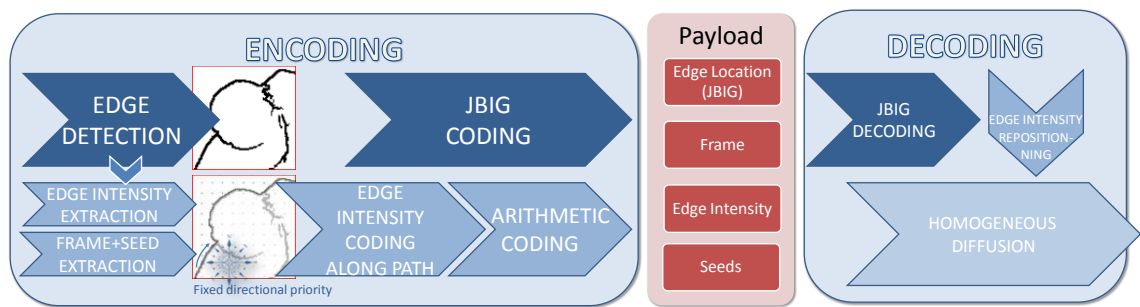 ENCODING
EDGE
DETECTION
JBIG
CODING
EDGE INTENSITY
EXTRACTION
FRAME+SEED
EXTRACTION
Fixed directional priority
EDGE
INTENSITY
CODING
ALONG PATH
ARITHMETIC
CODING
Payload
Edge Location
(JBIG)
Frame
Edge Intensity
Seeds
DECODING
JBIG
DECODING
EDGE INTENSITY
REPOSITION-
NING
HOMOGENEOUS
DIFFUSION